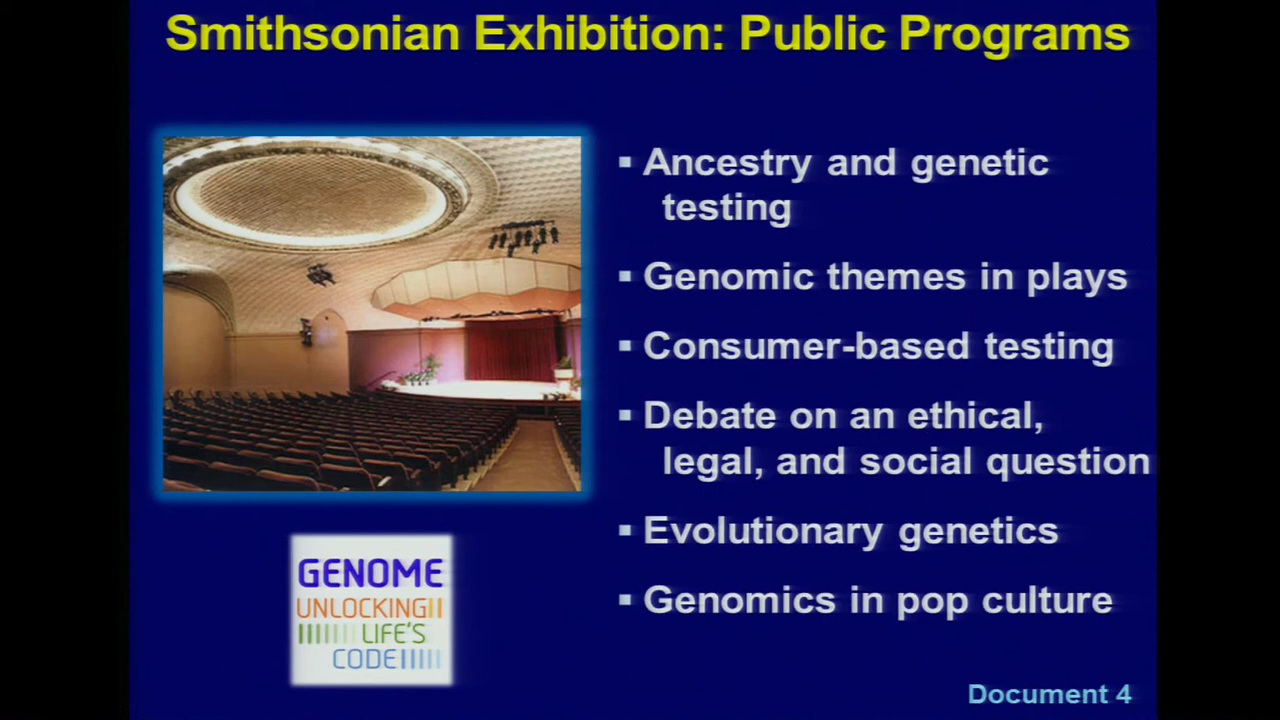 Smithsonian Exhibition: Public Programs
▪ Ancestry and genetic
testing
▪ Genomic themes in plays
▪ Consumer-based testing
▪ Debate on an ethical,
legal, and social question
▪ Evolutionary genetics
▪ Genomics in pop culture
GENOME
UNLOCKING
LIFE'S
CODE
Document 4